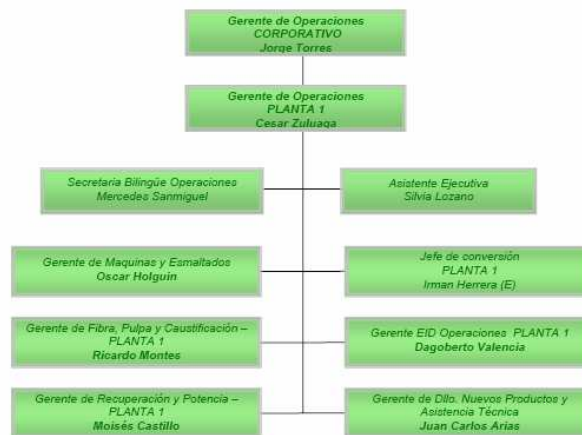 Gerente de Operaciones
CORPORATIVO
Jorge Torres
Gerente de Operaciones
PLANTA 1
Cesar Zuluaga
Secretaria Bilingüe Operaciones
Mercedes Sanmiguel
Asistente Ejecutiva
Silvia Lozano
Gerente de Maquinas y Esmaltados
Oscar Holguin
Jefe de conversión
PLANTA 1
Irman Herrera (E)
Gerente de Fibra, Pulpa y Caustificación –
PLANTA 1
Ricardo Montes
Gerente EID Operaciones PLANTA 1
Dagoberto Valencia
Gerente de Recuperación y Potencia –
PLANTA 1
Moisés Castillo
Gerente de Dllo. Nuevos Productos y
Asistencia Técnica
Juan Carlos Arias